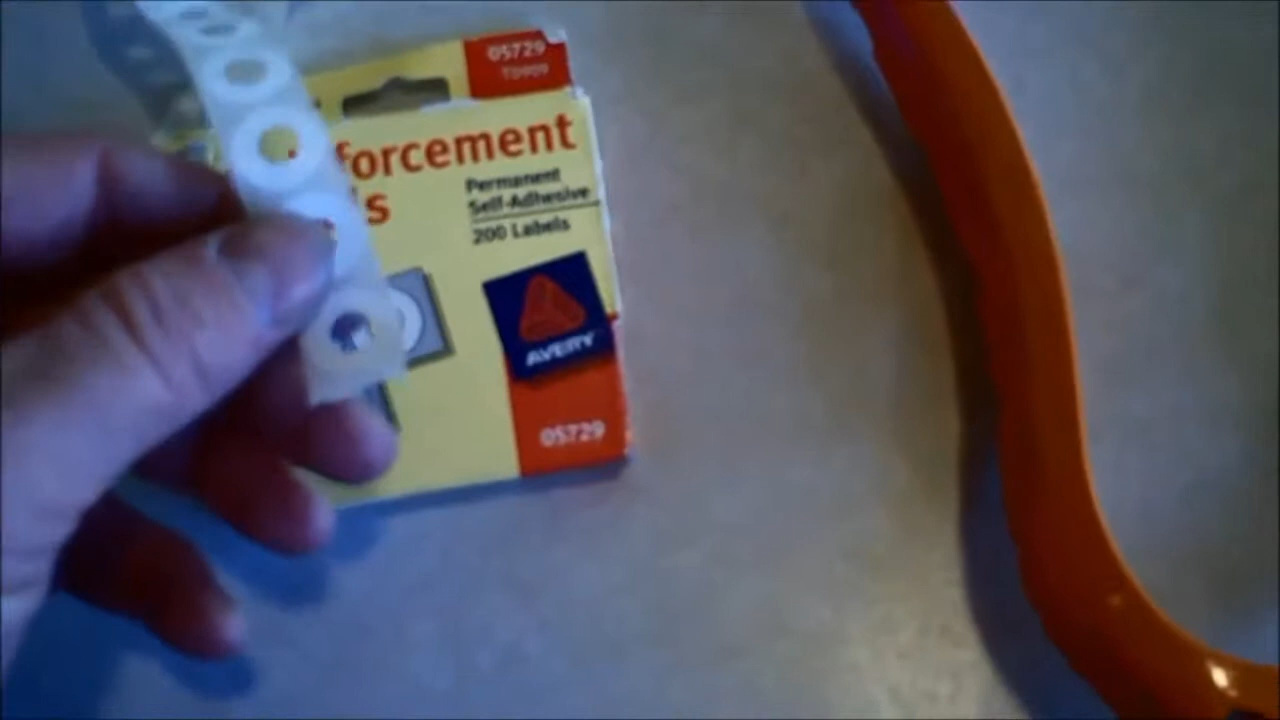 05729
forcement
s
Permanent
Self-Adhesive
200 Labels
AVERY
05729